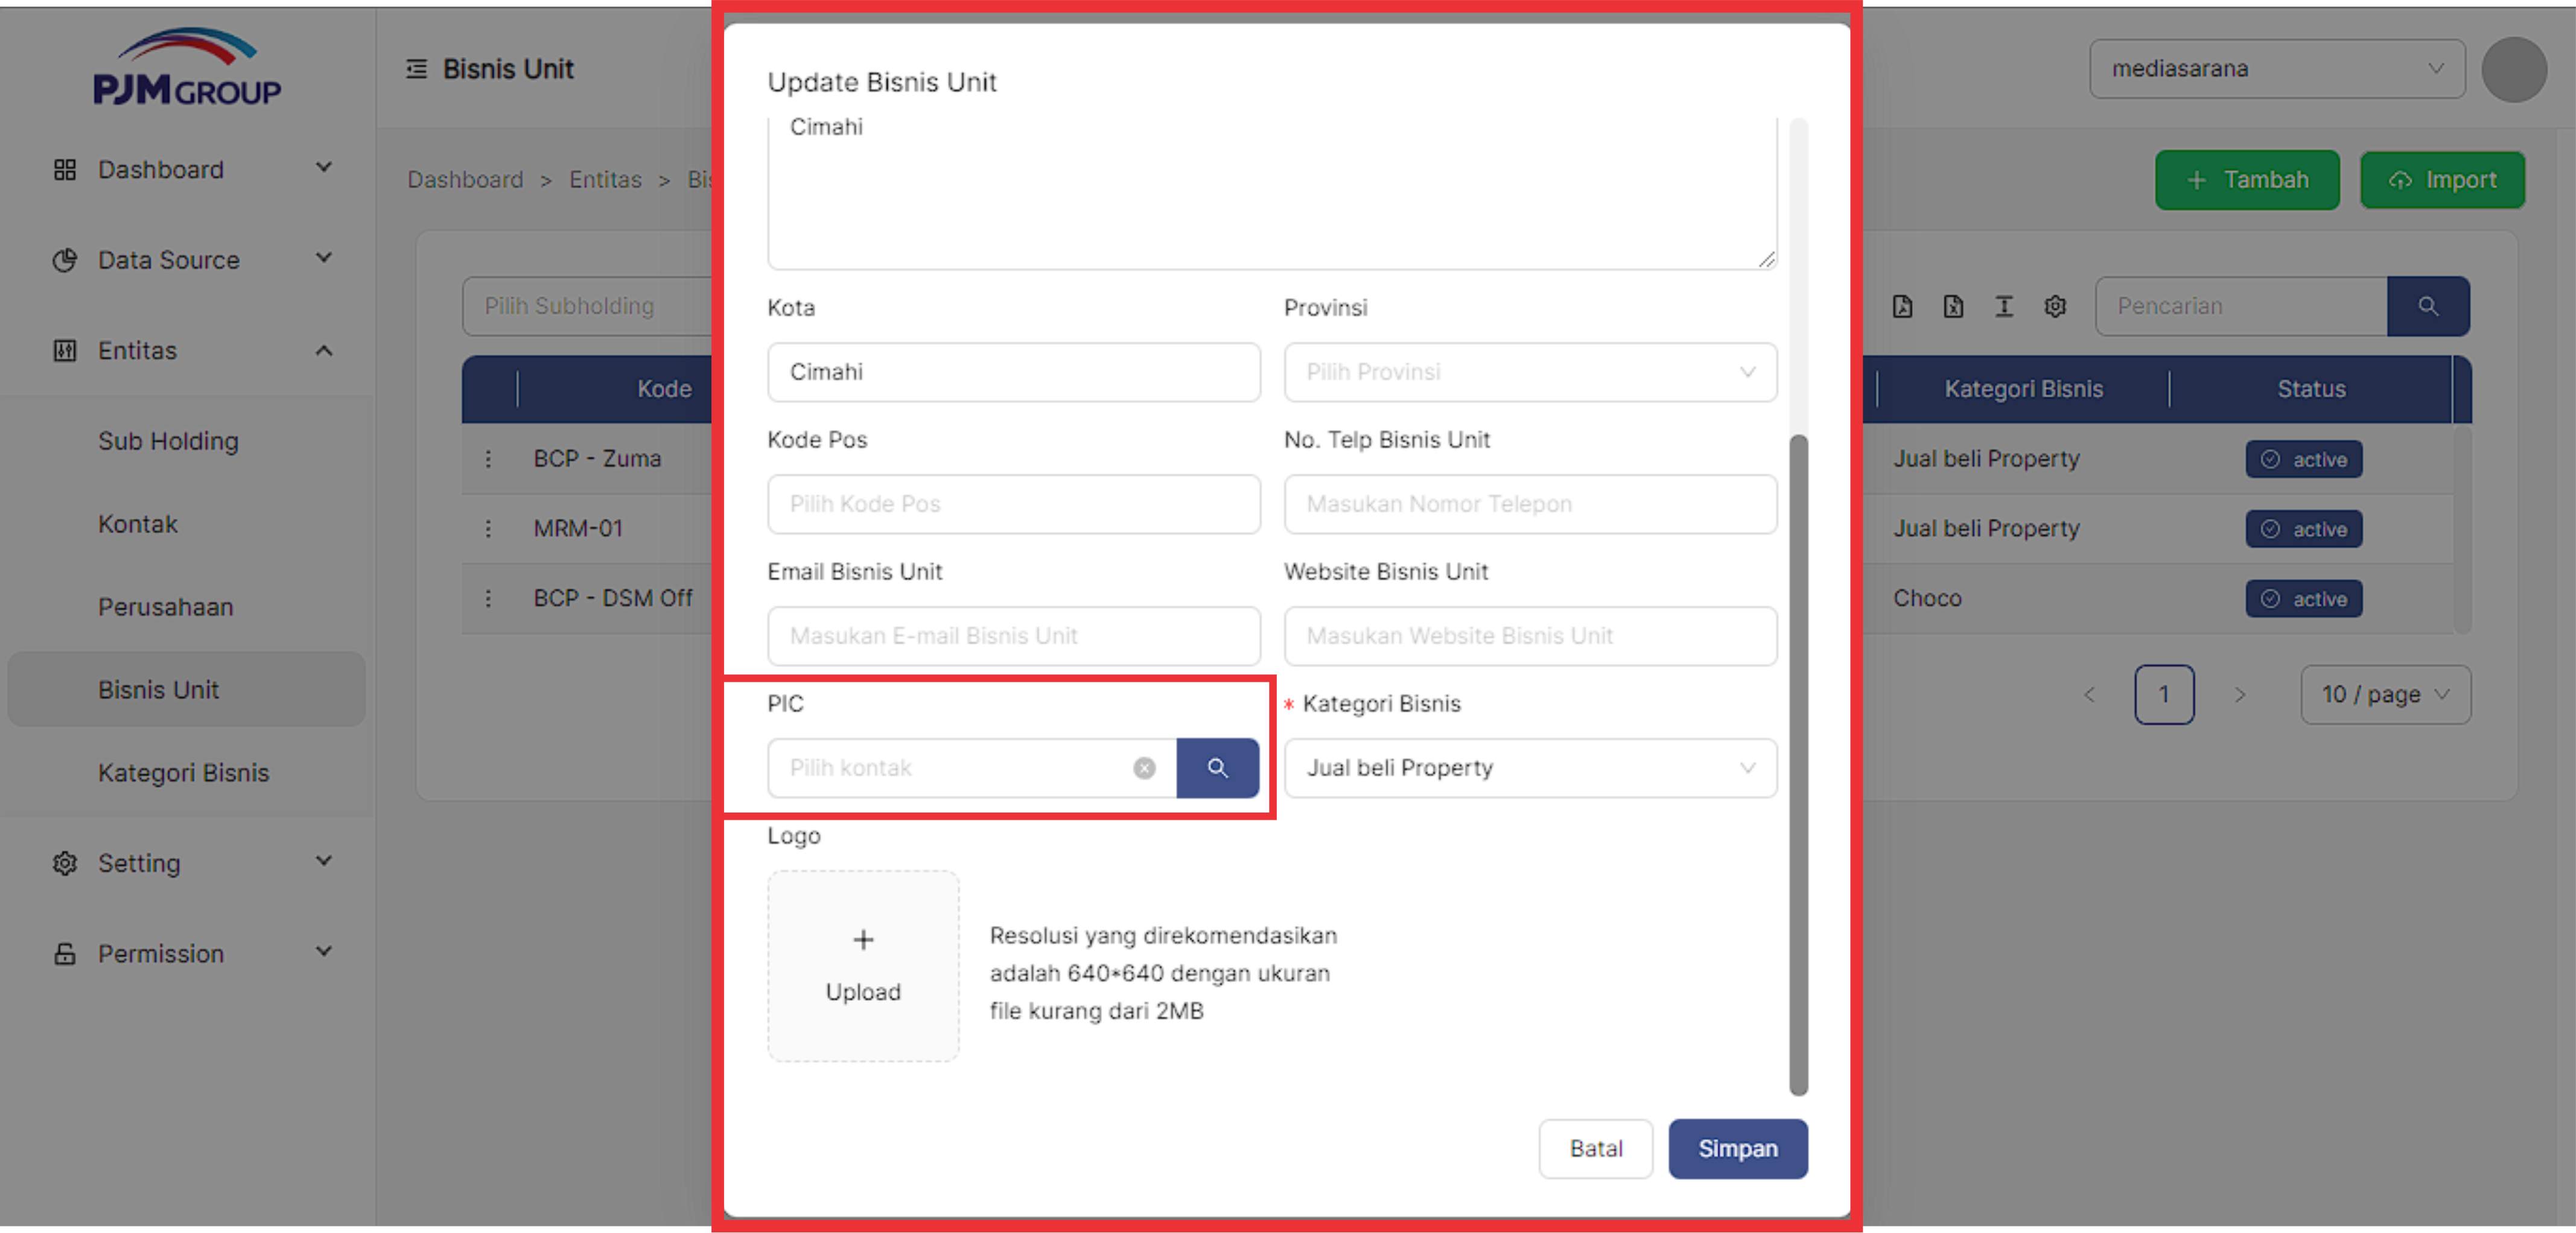 PJM GROUP
Bisnis Unit
mediasarana
Dashboard
Data Source
Entitas
Sub Holding
Kontak
Perusahaan
Bisnis Unit
Kategori Bisnis
Setting
Permission
Dashboard > Entitas >
+ Tambah
Import
Pilih Subholding
Pencarian
Kode
Kategori Bisnis
Status
BCP - Zuma
Jual beli Property
active
MRM-01
Jual beli Property
active
BCP - DSM Off
Choco
active
< 1 >
10 / page
Update Bisnis Unit
Cimahi
Kota
Provinsi
Cimahi
Pilih Provinsi
Kode Pos
No. Telp Bisnis Unit
Pilih Kode Pos
Masukan Nomor Telepon
Email Bisnis Unit
Website Bisnis Unit
Masukan E-mail Bisnis Unit
Masukan Website Bisnis Unit
PIC
* Kategori Bisnis
Pilih kontak
Jual beli Property
Logo
+
Upload
Resolusi yang direkomendasikan
adalah 640*640 dengan ukuran
file kurang dari 2MB
Batal
Simpan